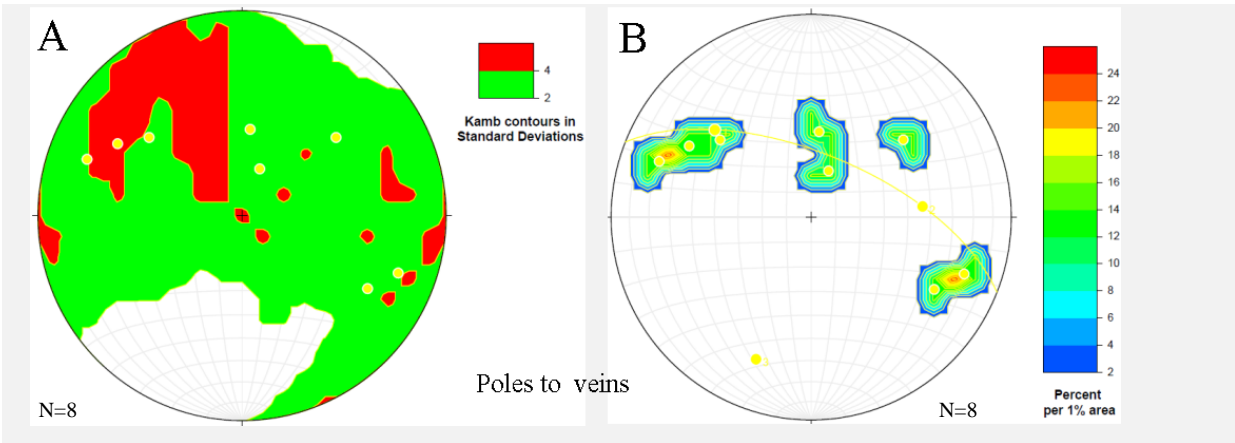 A
4
2
Kamb contours in
Standard Deviations
N=8
B
24
22
20
18
16
14
12
10
8
6
4
2
Percent
per 1% area
N=8
Poles to veins